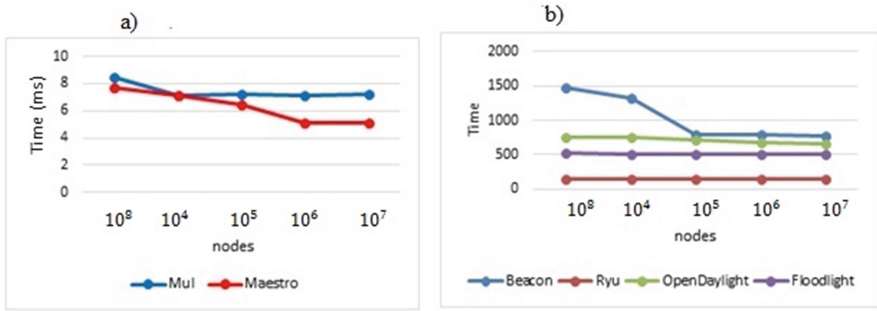 a)
10
8
6
4
2
0
Time (ms)
10⁸ 10⁴ 10⁵ 10⁶ 10⁷
nodes
Mul Maestro
b)
2000
1500
1000
500
0
Time
10⁸ 10⁴ 10⁵ 10⁶ 10⁷
nodes
Beacon Ryu OpenDaylight Floodlight